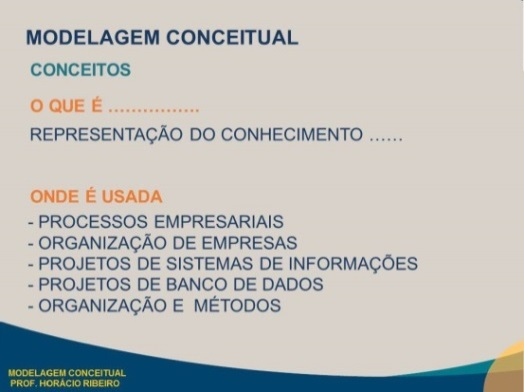 MODELAGEM CONCEITUAL
CONCEITOS
O QUE É ................
REPRESENTAÇÃO DO CONHECIMENTO ......
ONDE É USADA
- PROCESSOS EMPRESARIAIS
- ORGANIZAÇÃO DE EMPRESAS
- PROJETOS DE SISTEMAS DE INFORMAÇÕES
- PROJETOS DE BANCO DE DADOS
- ORGANIZAÇÃO E  MÉTODOS
MODELAGEM CONCEITUAL
PROF. HORÁCIO RIBEIRO